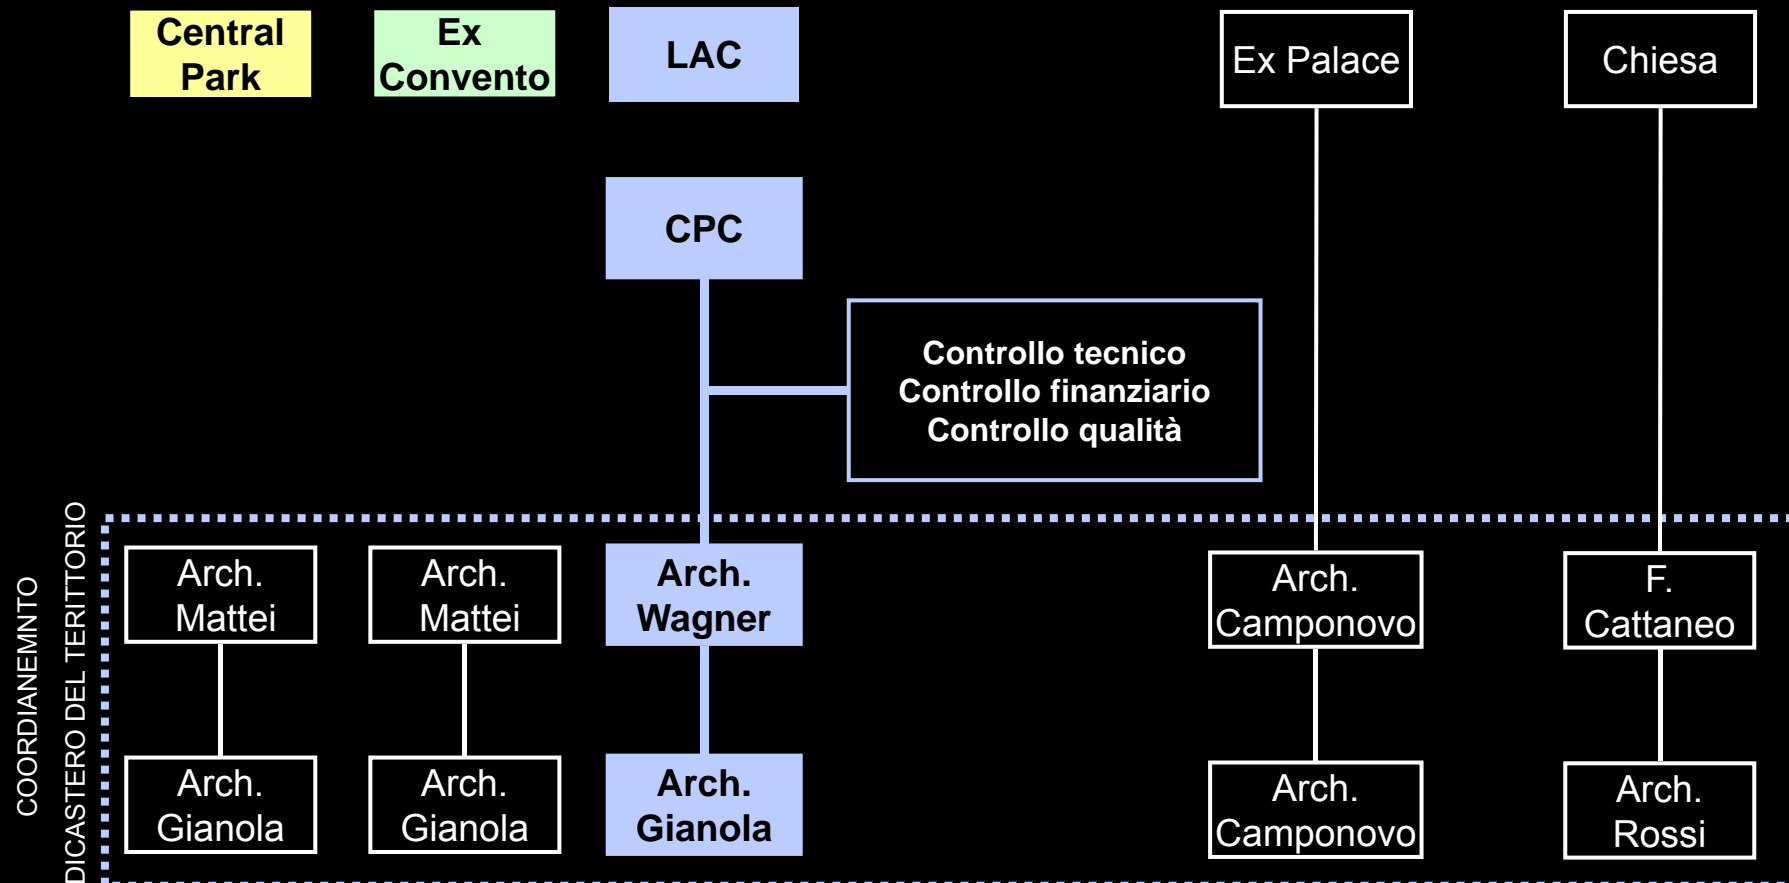 Central
Park
Ex
Convento
LAC
Ex Palace
Chiesa
CPC
Controllo tecnico
Controllo finanziario
Controllo qualità
COORDIANEMNTO
DICASTERO DEL TERITTORIO
Arch.
Mattei
Arch.
Mattei
Arch.
Wagner
Arch.
Camponovo
F.
Cattaneo
Arch.
Gianola
Arch.
Gianola
Arch.
Gianola
Arch.
Camponovo
Arch.
Rossi